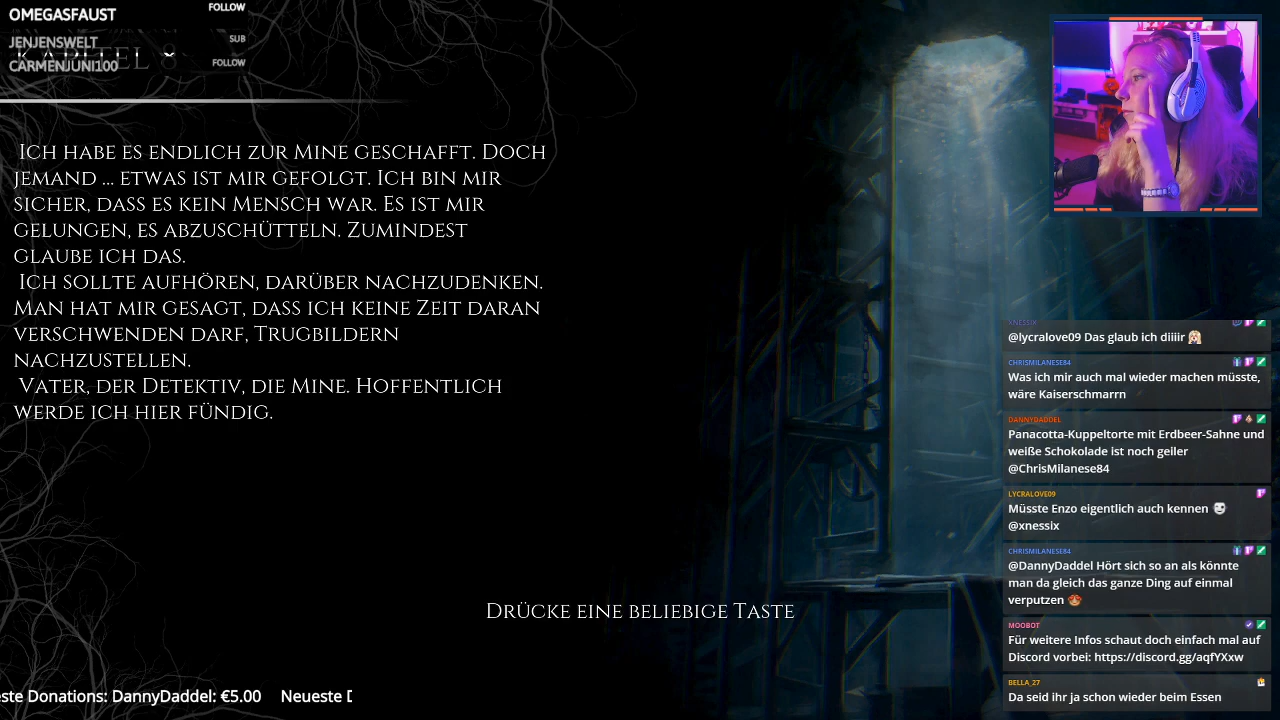 OMEGASFAUST FOLLOW
JENJENSWELT SUB
KAPITEL 8
CARMENJUNI100 FOLLOW
Ich habe es endlich zur Mine geschafft. Doch
jemand ... etwas ist mir gefolgt. Ich bin mir
sicher, dass es kein Mensch war. Es ist mir
gelungen, es abzuschütteln. Zumindest
glaube ich das.
Ich sollte aufhören, darüber nachzudenken.
Man hat mir gesagt, dass ich keine Zeit daran
verschwenden darf, Trugbildern
nachzustellen.
Vater, der Detektiv, die Mine. Hoffentlich
werde ich hier fündig.
Drücke eine beliebige Taste
este Donations: DannyDaddel: €5.00 Neueste D
XNESSIX
@lycralove09 Das glaub ich diiiir
CHRISMILANESE84
Was ich mir auch mal wieder machen müsste,
wäre Kaiserschmarrn
DANNYDADDEL
Panacotta-Kuppeltorte mit Erdbeer-Sahne und
weiße Schokolade ist noch geiler
@ChrisMilanese84
LYCRALOVE09
Müsste Enzo eigentlich auch kennen
@xnessix
CHRISMILANESE84
@DannyDaddel Hört sich so an als könnte
man da gleich das ganze Ding auf einmal
verputzen
MOOBOT
Für weitere Infos schaut doch einfach mal auf
Discord vorbei: https://discord.gg/aqfYXxw
BELLA_27
Da seid ihr ja schon wieder beim Essen